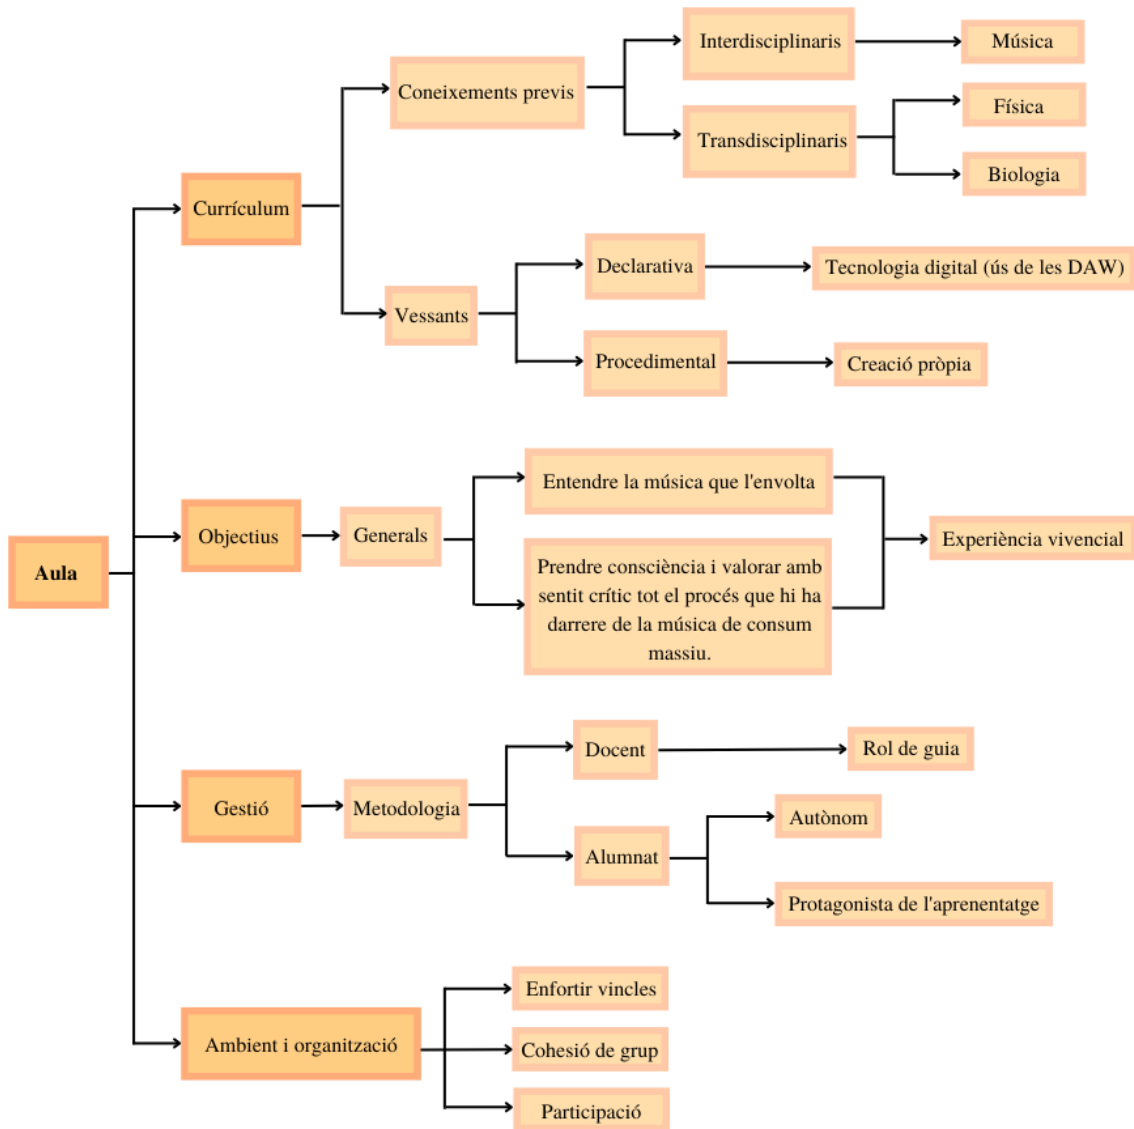 Aula
Currículum
Coneixements previs
Interdisciplinaris
Música
Transdisciplinaris
Física
Biologia
Vessants
Declarativa
Tecnologia digital (ús de les DAW)
Procedimental
Creació pròpia
Objectius
Generals
Entendre la música que l'envolta
Prendre consciència i valorar amb
sentit crític tot el procés que hi ha
darrere de la música de consum
massiu.
Experiència vivencial
Gestió
Metodologia
Docent
Rol de guia
Alumnat
Autònom
Protagonista de l'aprenentatge
Ambient i organització
Enfortir vincles
Cohesió de grup
Participació